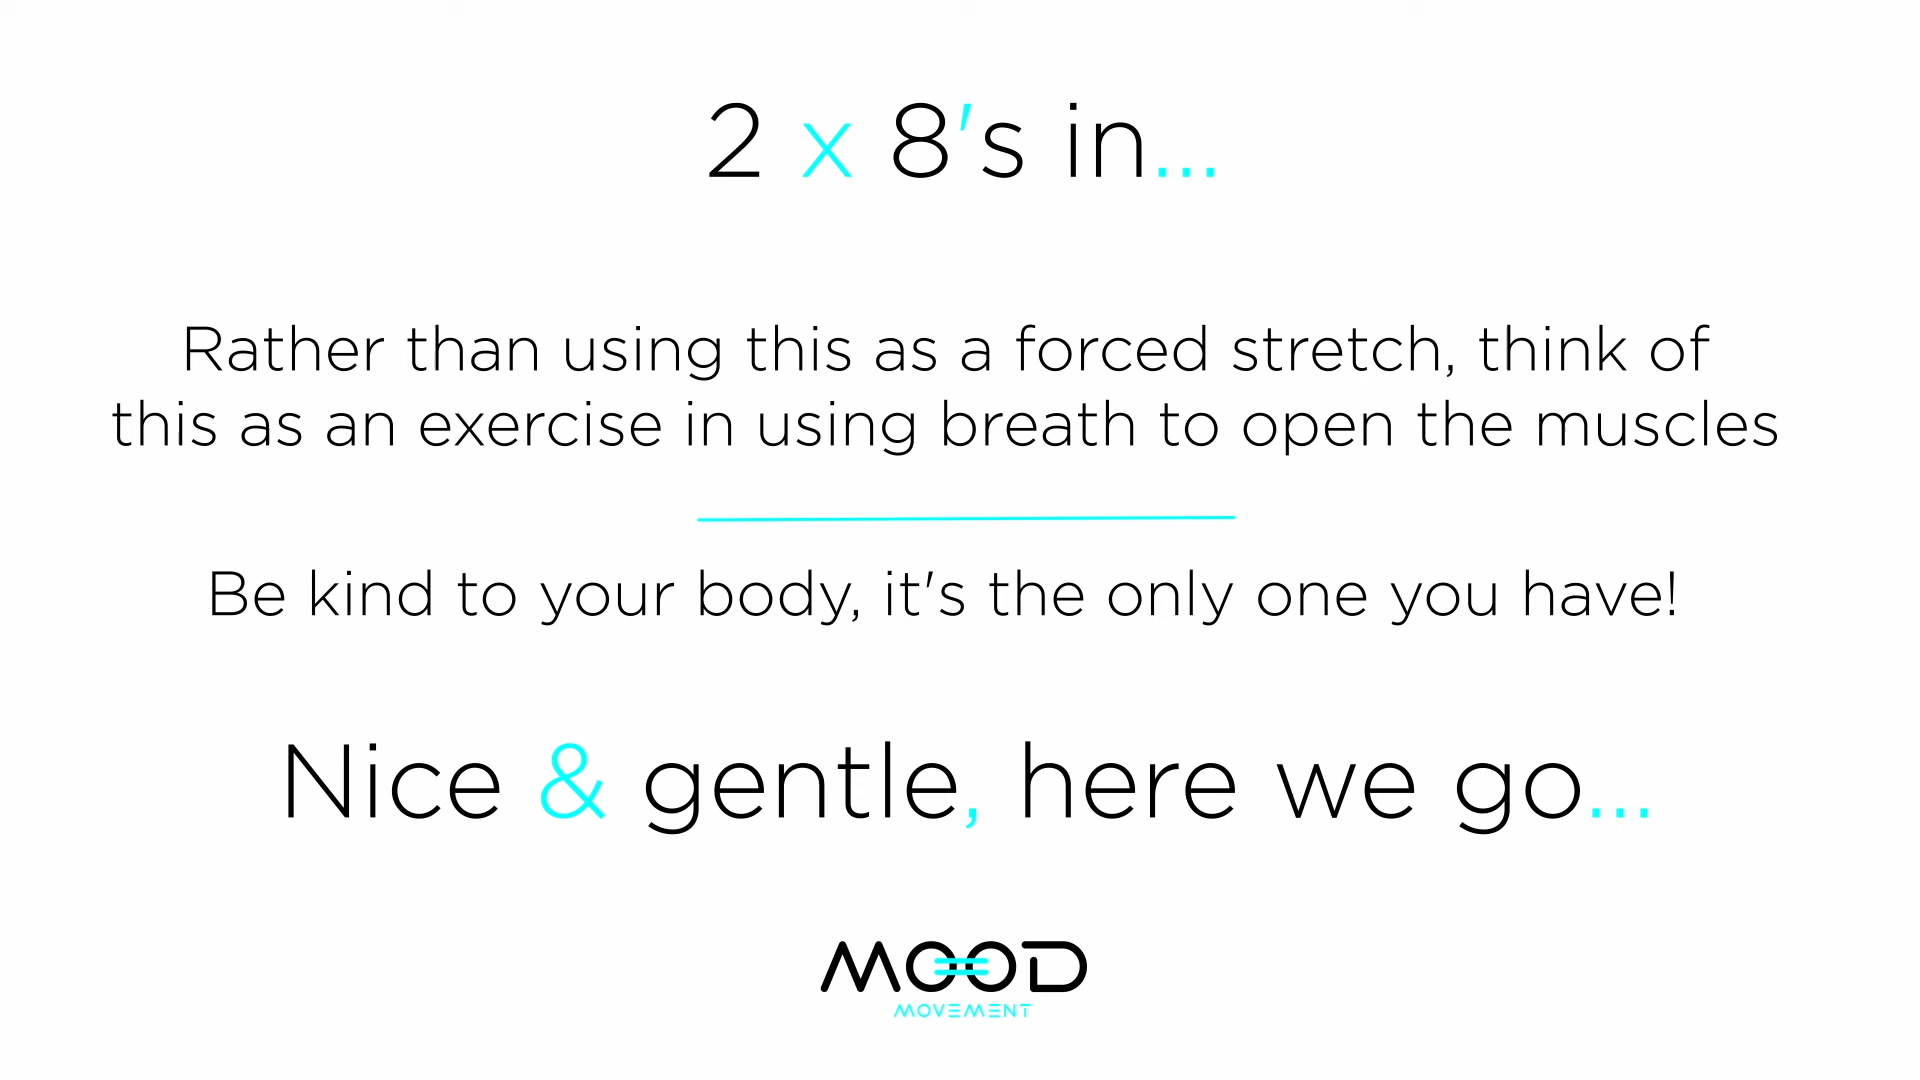 2 x 8's in...
Rather than using this as a forced stretch, think of
this as an exercise in using breath to open the muscles
Be kind to your body, it's the only one you have!
Nice & gentle, here we go...
MOOD
MOVEMENT